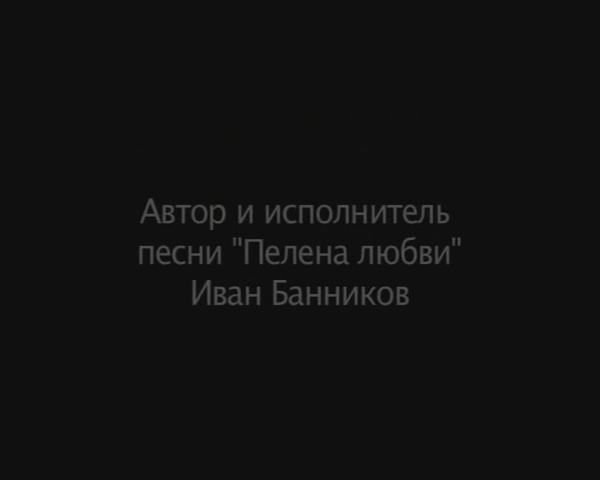 Автор и исполнитель
песни "Пелена любви"
Иван Банников